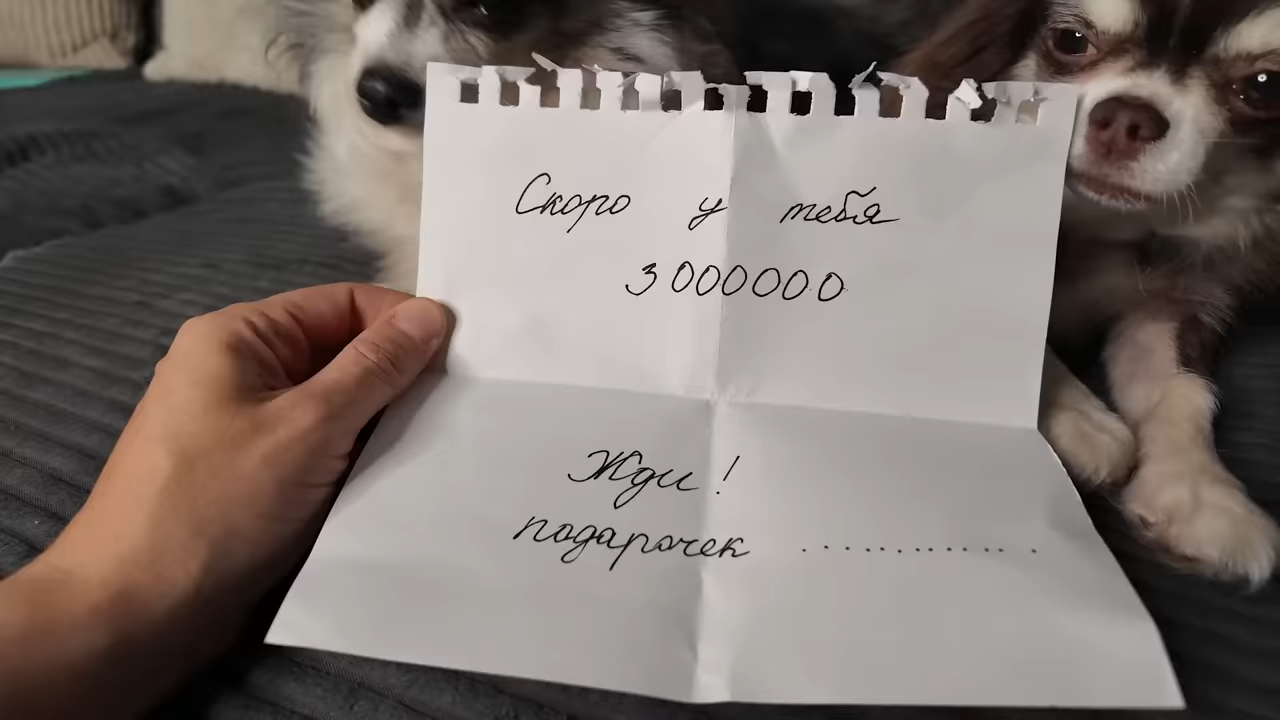 Скоро у тебя
3000000
Жди!
подарочек ..............